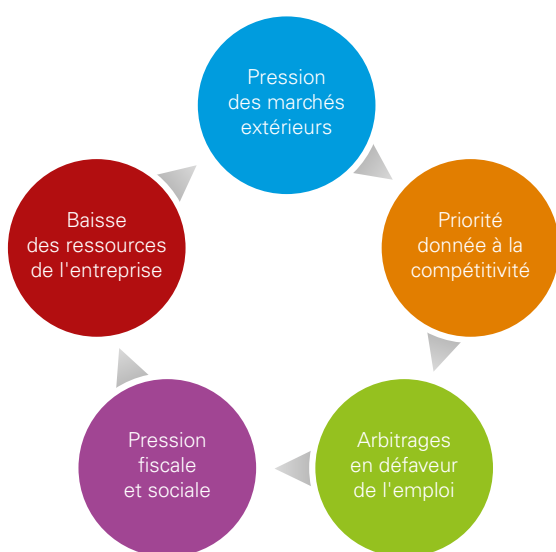 Pression
des marchés
extérieurs
Priorité
donnée à la
compétitivité
Arbitrages
en défaveur
de l'emploi
Pression
fiscale
et sociale
Baisse
des ressources
de l'entreprise